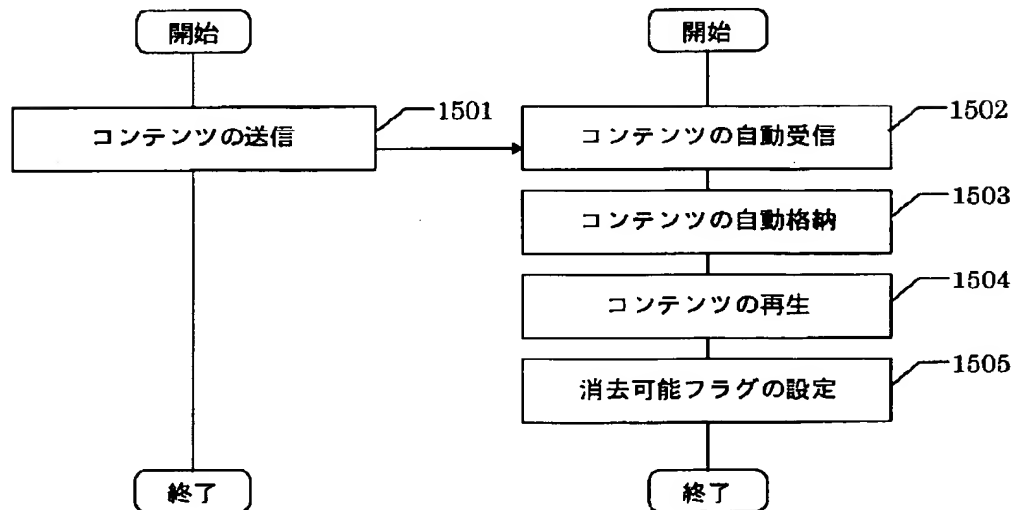 開始
コンテンツの送信
1501
終了
開始
コンテンツの自動受信
1502
コンテンツの自動格納
1503
コンテンツの再生
1504
消去可能フラグの設定
1505
終了